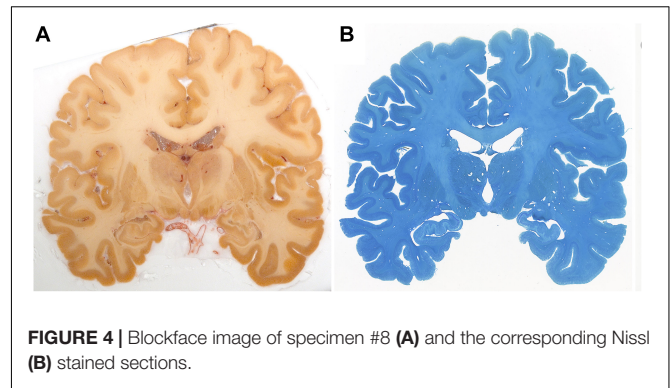 A
B
FIGURE 4 | Blockface image of specimen #8 (A) and the corresponding Nissl
(B) stained sections.